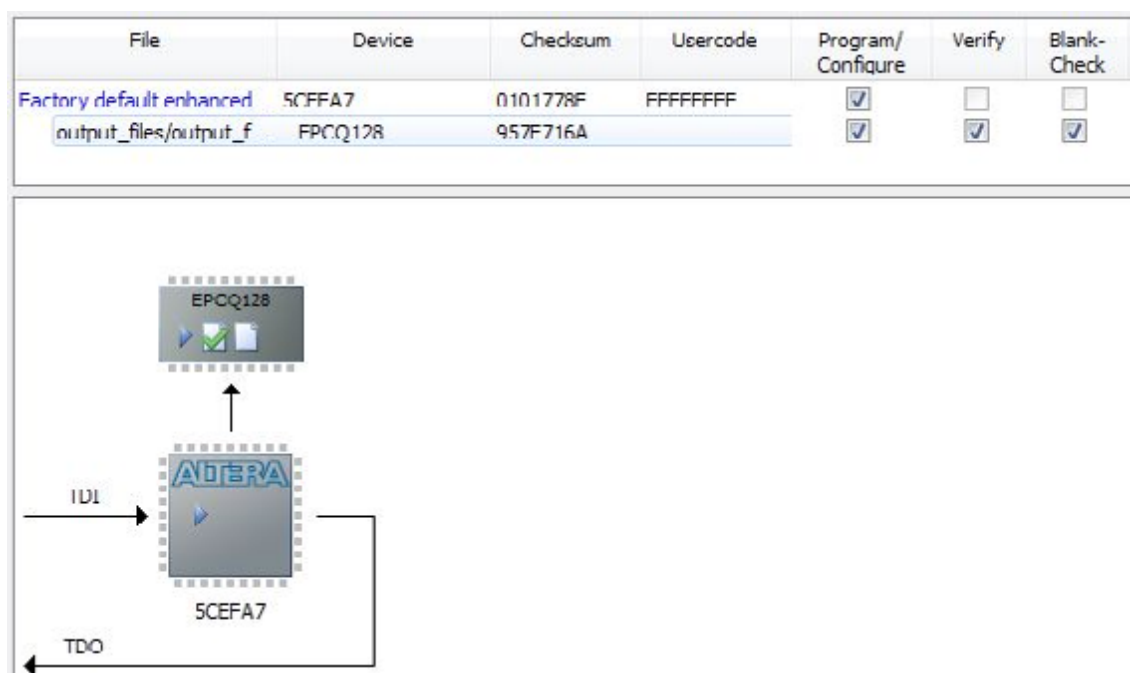 File Device Checksum Usercode Program/ Verify Blank-
Configure Check
Factory default enhanced 5CEFA7 0101778F FFFFFFFF
output_files/output_f... EPCQ128 957F716A
EPCQ128
ALTERA
TDI
5CEFA7
TDO